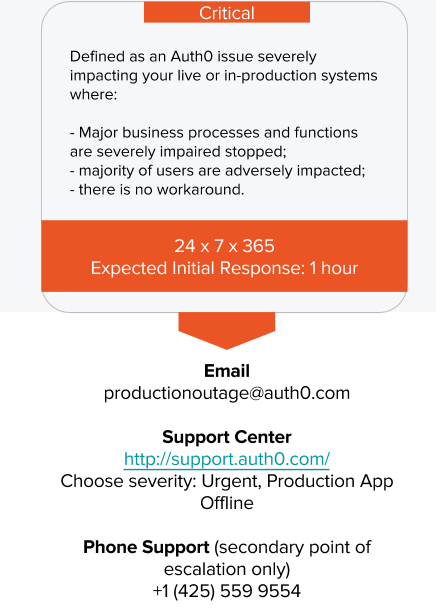 Critical
Defined as an Auth0 issue severely
impacting your live or in-production systems
where:
- Major business processes and functions
are severely impaired stopped;
- majority of users are adversely impacted;
- there is no workaround.
24 x 7 x 365
Expected Initial Response: 1 hour
Email
productionoutage@auth0.com
Support Center
http://support.auth0.com/
Choose severity: Urgent, Production App
Offline
Phone Support (secondary point of
escalation only)
+1 (425) 559 9554